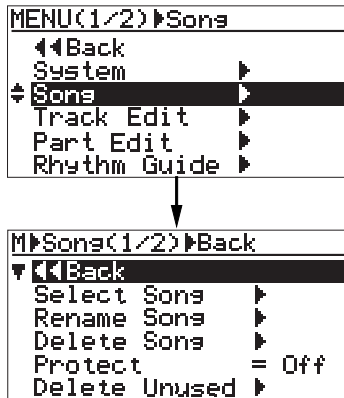 MENU(1/2)▶Song
◀◀Back
System ▶
Song ▶
Track Edit ▶
Part Edit ▶
Rhythm Guide ▶
M▶Song(1/2)▶Back
◀◀Back
Select Song ▶
Rename Song ▶
Delete Song ▶
Protect = Off
Delete Unused ▶